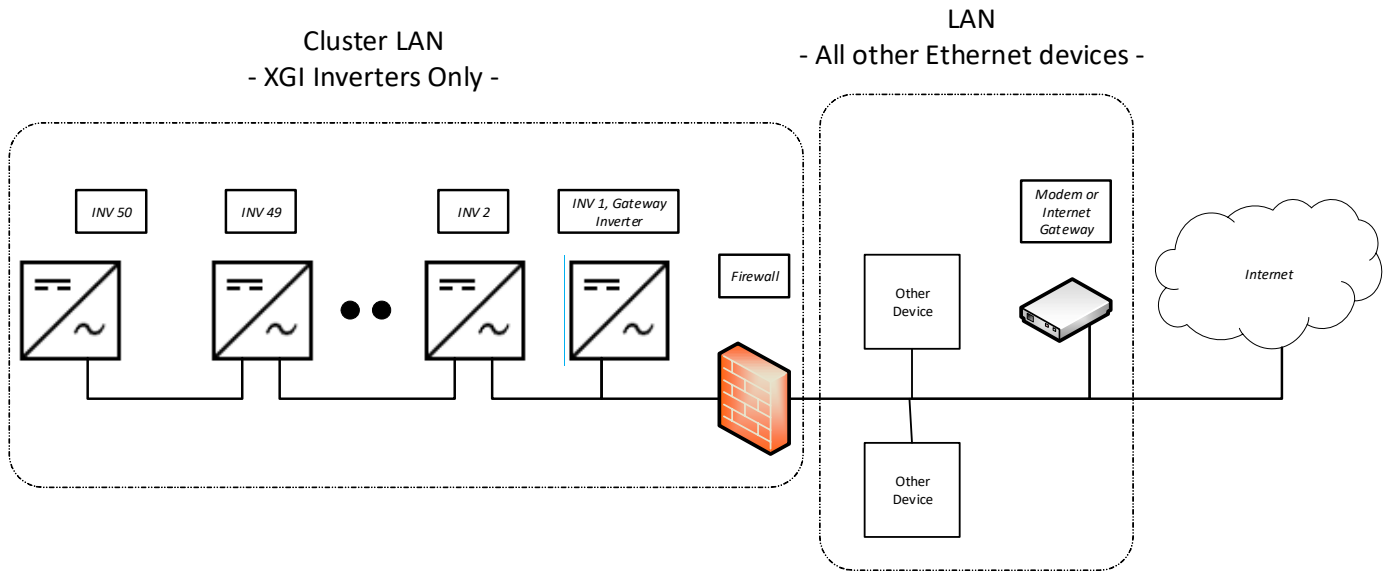 Cluster LAN
- XGI Inverters Only -
LAN
- All other Ethernet devices -
INV 50
INV 49
INV 2
INV 1, Gateway
Inverter
Firewall
Other
Device
Modem or
Internet
Gateway
Internet
Other
Device